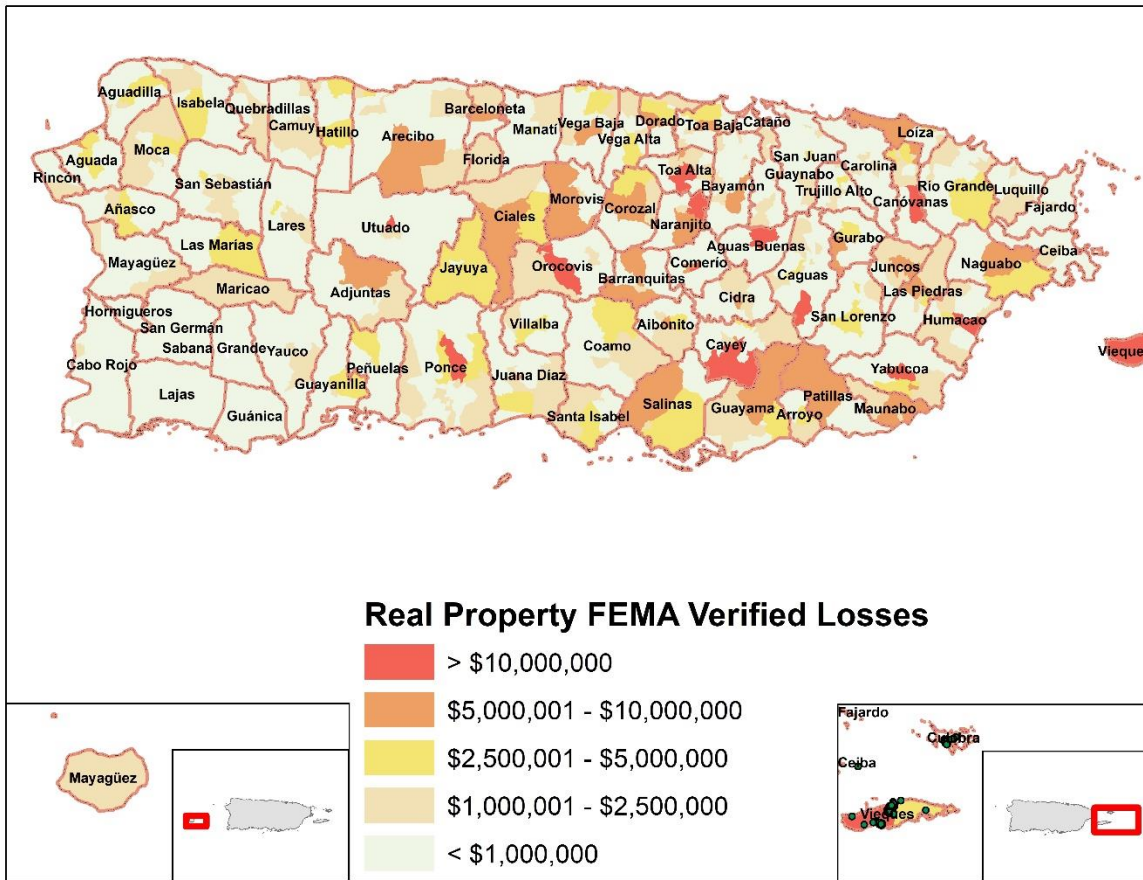 Aguadilla
Isabela
Quebradillas
Camuy
Hatillo
Arecibo
Barceloneta
Manatí
Vega Baja
Vega Alta
Dorado
Toa Baja
Cataño
Loíza
Moca
Aguada
Rincón
San Sebastián
Florida
Ciales
Morovis
Corozal
Toa Alta
Bayamón
Naranjito
San Juan
Guaynabo
Trujillo Alto
Carolina
Canóvanas
Rio Grande
Luquillo
Fajardo
Añasco
Las Marías
Lares
Utuado
Mayagüez
Maricao
Adjuntas
Jayuya
Orocovis
Barranquitas
Comerío
Aguas Buenas
Gurabo
Caguas
Juncos
Naguabo
Ceiba
Hormigueros
San Germán
Sabana Grande
Yauco
Cabo Rojo
Lajas
Guánica
Guayanilla
Peñuelas
Ponce
Villalba
Juana Díaz
Coamo
Aibonito
Cidra
Cayey
San Lorenzo
Las Piedras
Humacao
Yabucoa
Santa Isabel
Salinas
Guayama
Arroyo
Patillas
Maunabo
Vieques
Real Property FEMA Verified Losses
> $10,000,000
$5,000,001 - $10,000,000
$2,500,001 - $5,000,000
$1,000,001 - $2,500,000
< $1,000,000
Mayagüez
Fajardo
Culebra
Ceiba
Vieques